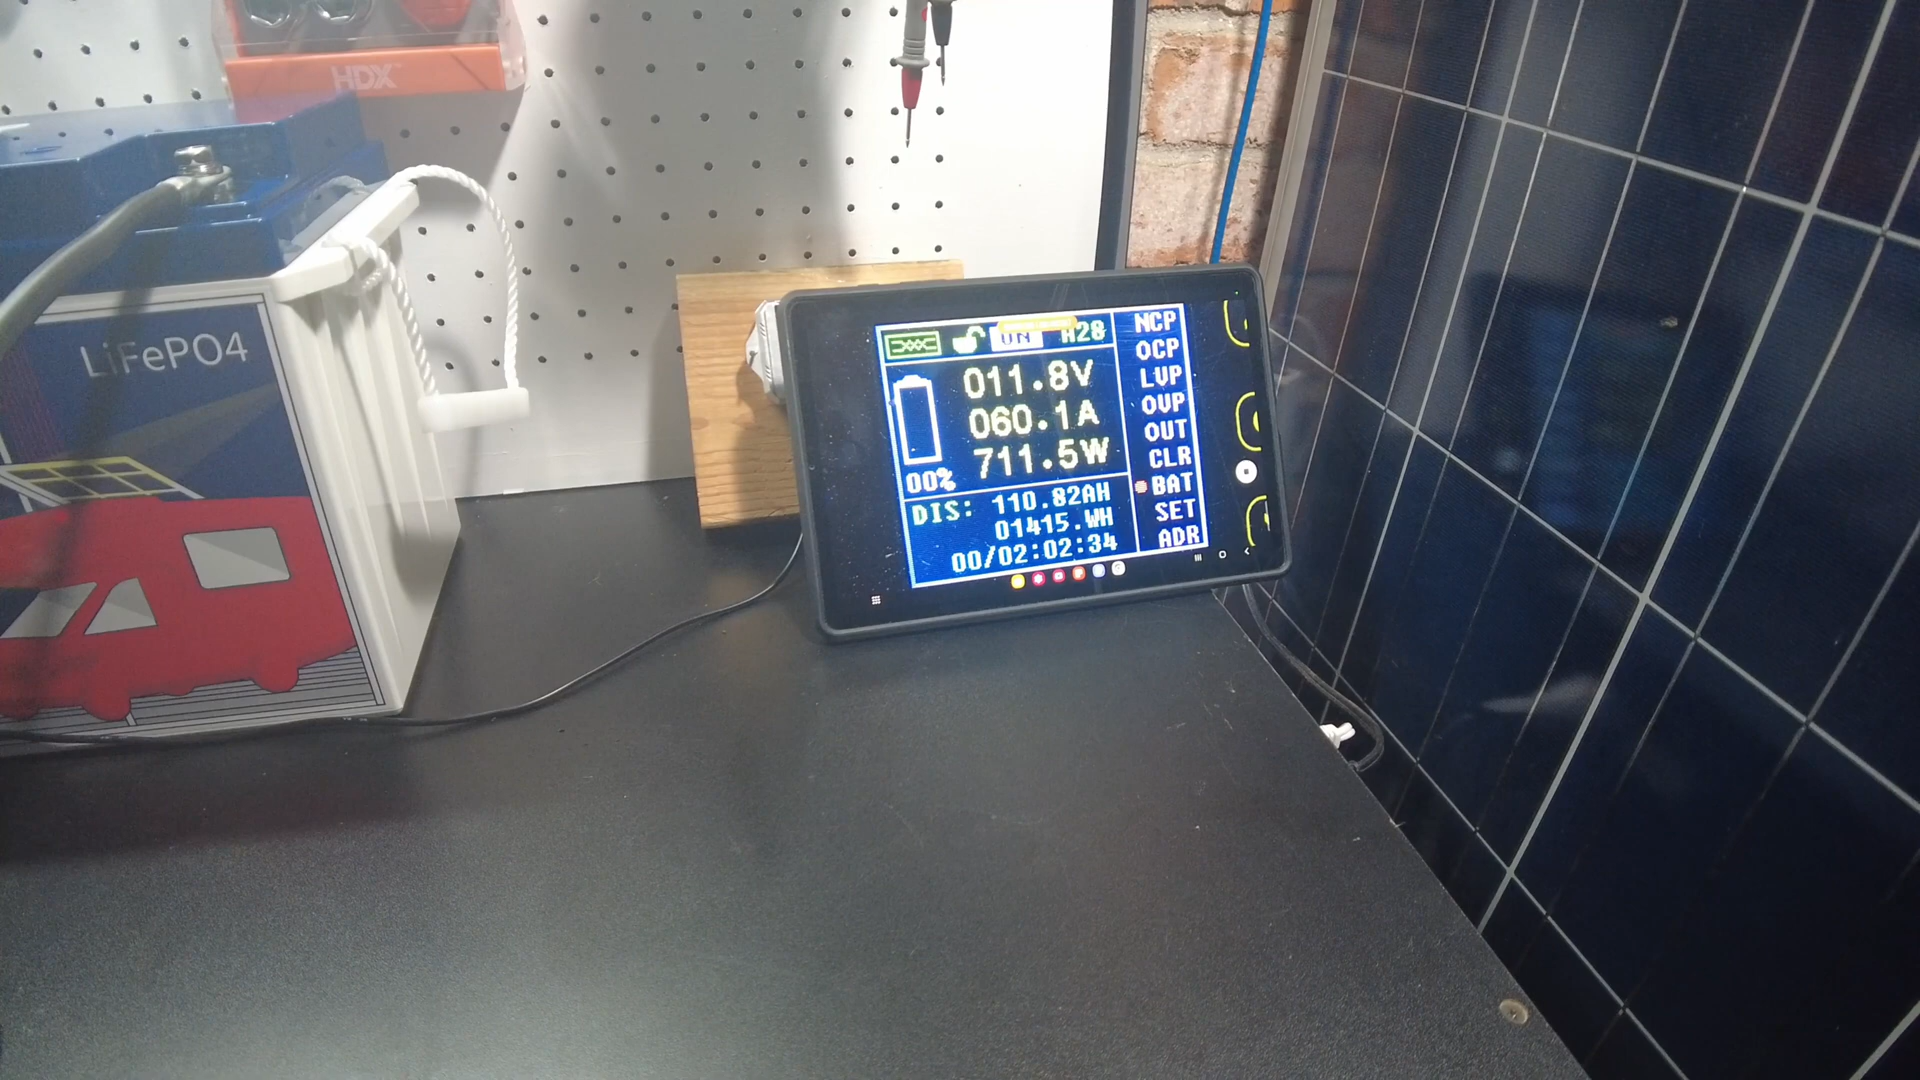 HDX
LiFePO4
ON H28
011.8V
060.1A
711.5W
00%
DIS: 110.82AH
01415.WH
00/02:02:34
NCP
OCP
LVP
OVP
OUT
CLR
BAT
SET
ADR